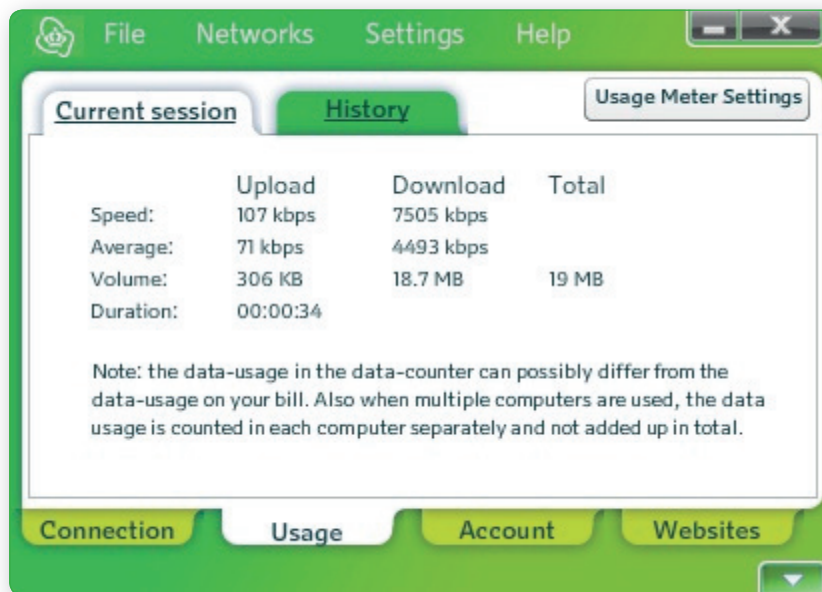 File Networks Settings Help
Current session History Usage Meter Settings
Upload Download Total
Speed: 107 kbps 7505 kbps
Average: 71 kbps 4493 kbps
Volume: 306 KB 18.7 MB 19 MB
Duration: 00:00:34
Note: the data-usage in the data-counter can possibly differ from the
data-usage on your bill. Also when multiple computers are used, the data
usage is counted in each computer separately and not added up in total.
Connection Usage Account Websites